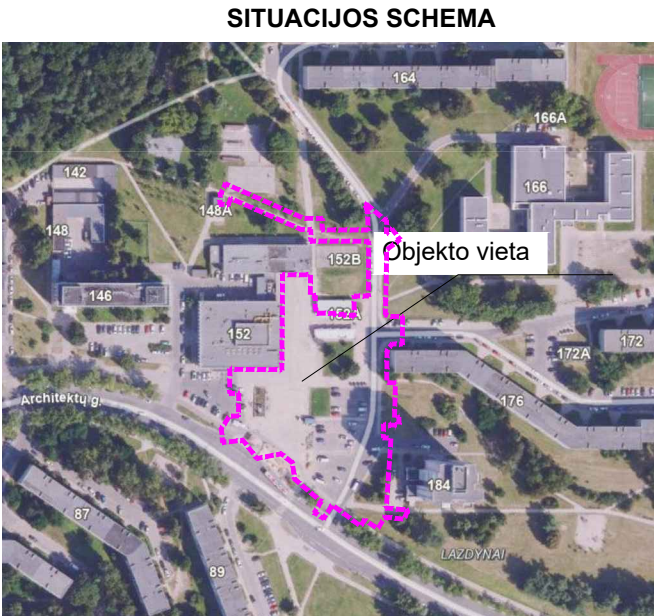 SITUACIJOS SCHEMA
164
166A
142
166
148A
148
152B
Objekto vieta
146
152A
152
172
172A
Architektų g.
176
184
87
LAZDYNAI
89